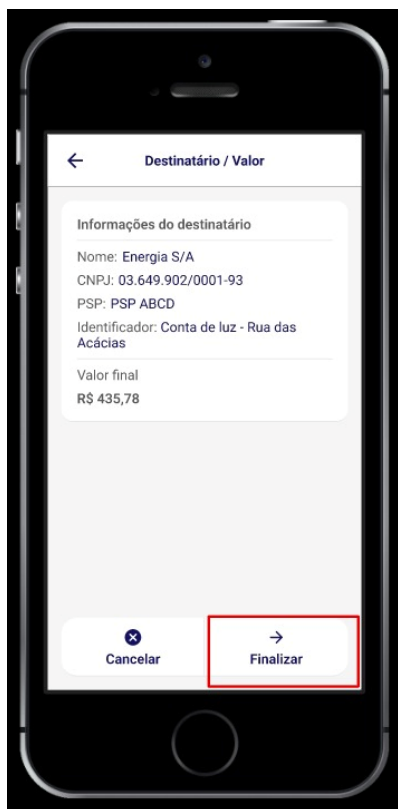 Destinatário / Valor
Informações do destinatário
Nome: Energia S/A
CNPJ: 03.649.902/0001-93
PSP: PSP ABCD
Identificador: Conta de luz - Rua das
Acácias
Valor final
R$ 435,78
Cancelar
Finalizar